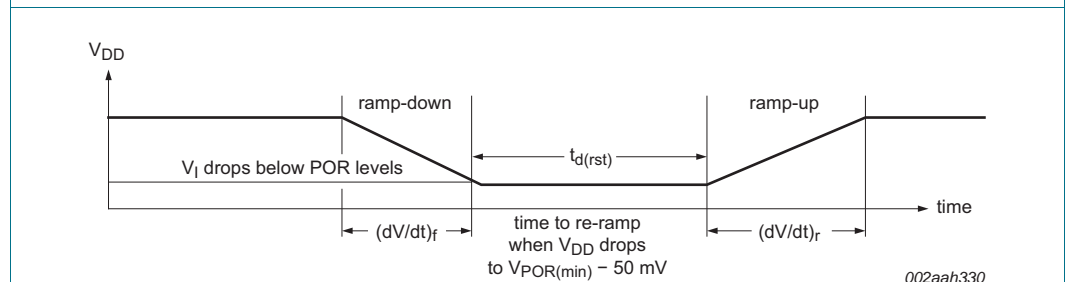 VDD
ramp-down
ramp-up
td(rst)
VI drops below POR levels
time
(dV/dt)f
time to re-ramp
when VDD drops
to VPOR(min) − 50 mV
(dV/dt)r
002aah330